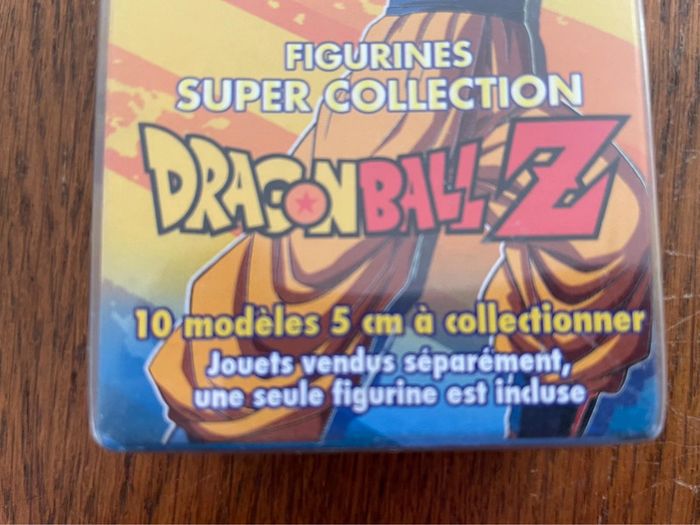 FIGURINES
SUPER COLLECTION
DRAGON BALL Z
10 modèles 5 cm à collectionner
Jouets vendus séparément,
une seule figurine est incluse